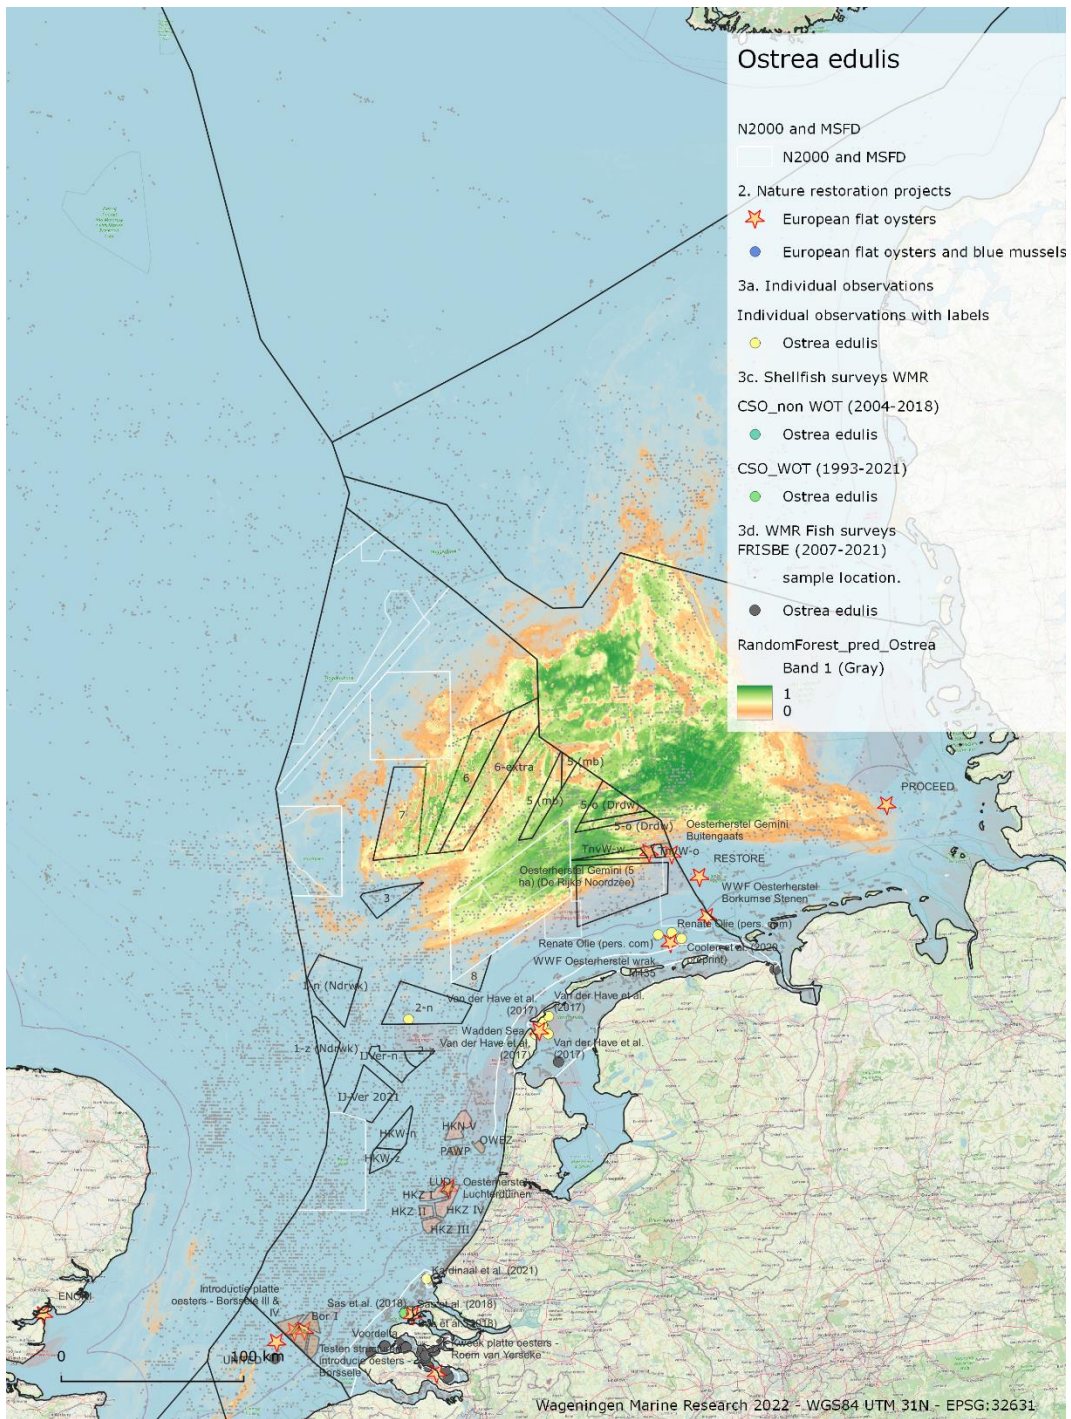 Ostrea edulis
N2000 and MSFD
N2000 and MSFD
2. Nature restoration projects
European flat oysters
European flat oysters and blue mussels
3a. Individual observations
Individual observations with labels
Ostrea edulis
3c. Shellfish surveys WMR
CSO_non WOT (2004-2018)
Ostrea edulis
CSO_WOT (1993-2021)
Ostrea edulis
3d. WMR Fish surveys
FRISBE (2007-2021)
sample location.
Ostrea edulis
RandomForest_pred_Ostrea
Band 1 (Gray)
1
0
6
6-extra
5 (mb)
5 (mb)
7
5-o (Drdw)
5-o (Drdw)
PROCEED
Oesterherstel Gemini
Buitengaats
TnvW-w
TnvW-o
RESTORE
Oesterherstel Gemini (5
ha) (De Rijke Noordzee)
3
WWF Oesterherstel
Borkumse Stenen
Renate Olie (pers. com)
Renate Olie (pers. com)
Coolen et al. (2020
preprint)
WWF Oesterherstel wrak
8
1-n (Ndrwk)
2-n
Van der Have et al.
(2017)
Van der Have et al.
(2017)
Wadden Sea
Van der Have et al.
(2017)
Van der Have et al.
(2017)
1-z (Ndrwk)
IJVer-n
IJ-Ver 2021
HKW-n
HKW-z
HKN V
OWEZ
PAWP
LUD
Oesterherstel
Luchterduinen
HKZ I
HKZ II
HKZ IV
HKZ III
Kardinaal et al. (2021)
Introductie platte
oesters - Borssele III &
IV
Sas et al. (2018)
Sas et al. (2018)
Bor I
Voordelta
Kweek platte oesters -
Roem van Yerseke
Introductie oesters -
Borssele V
UNITED
0
100 km
Wageningen Marine Research 2022 - WGS84 UTM 31N - EPSG:32631